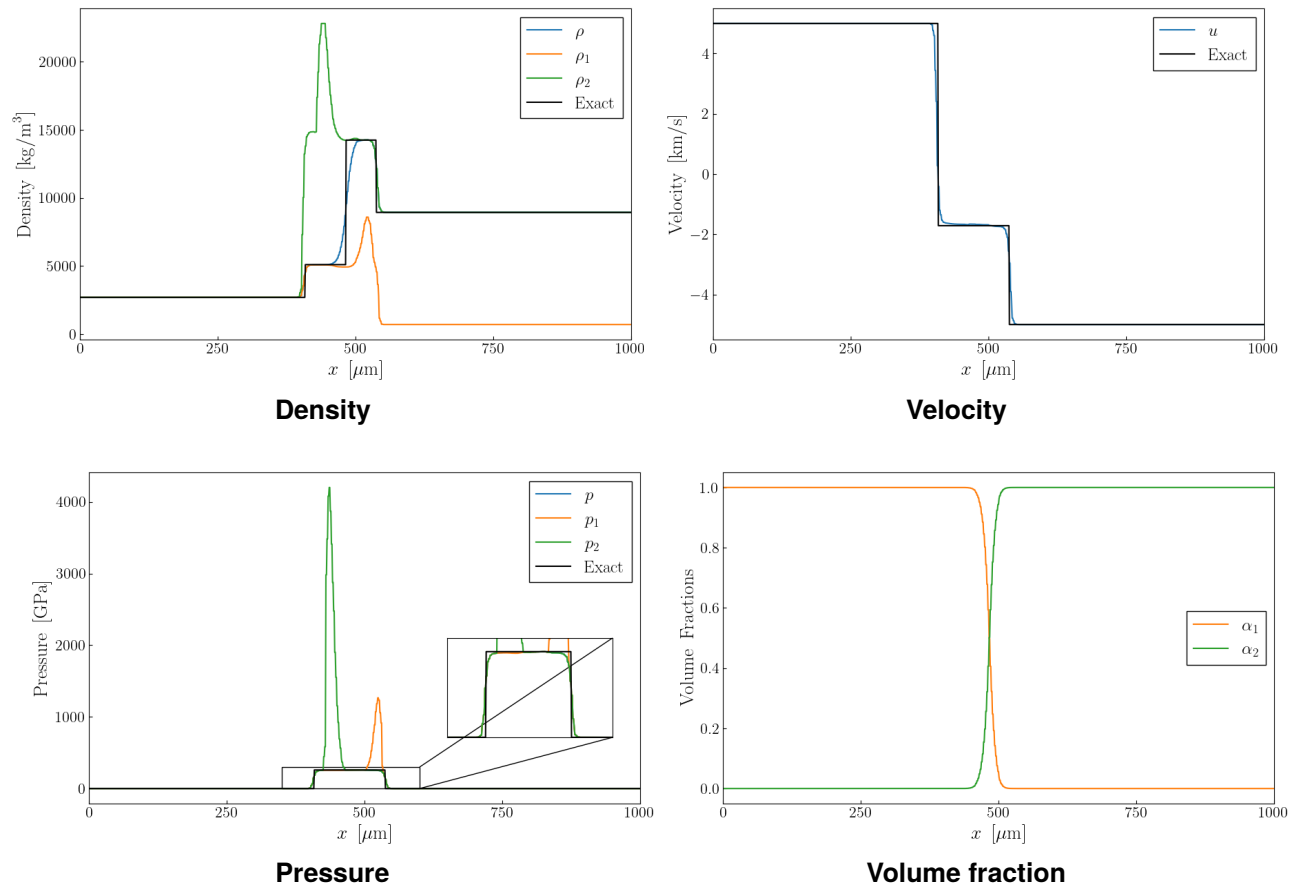 Density [kg/m³]
20000
15000
10000
5000
0
ρ
ρ₁
ρ₂
Exact
0 250 500 750 1000
x [μm]
Density
Velocity [km/s]
4
2
0
−2
−4
u
Exact
0 250 500 750 1000
x [μm]
Velocity
Pressure [GPa]
4000
3000
2000
1000
0
p
p₁
p₂
Exact
0 250 500 750 1000
x [μm]
Pressure
Volume Fractions
1.0
0.8
0.6
0.4
0.2
0.0
α₁
α₂
0 250 500 750 1000
x [μm]
Volume fraction